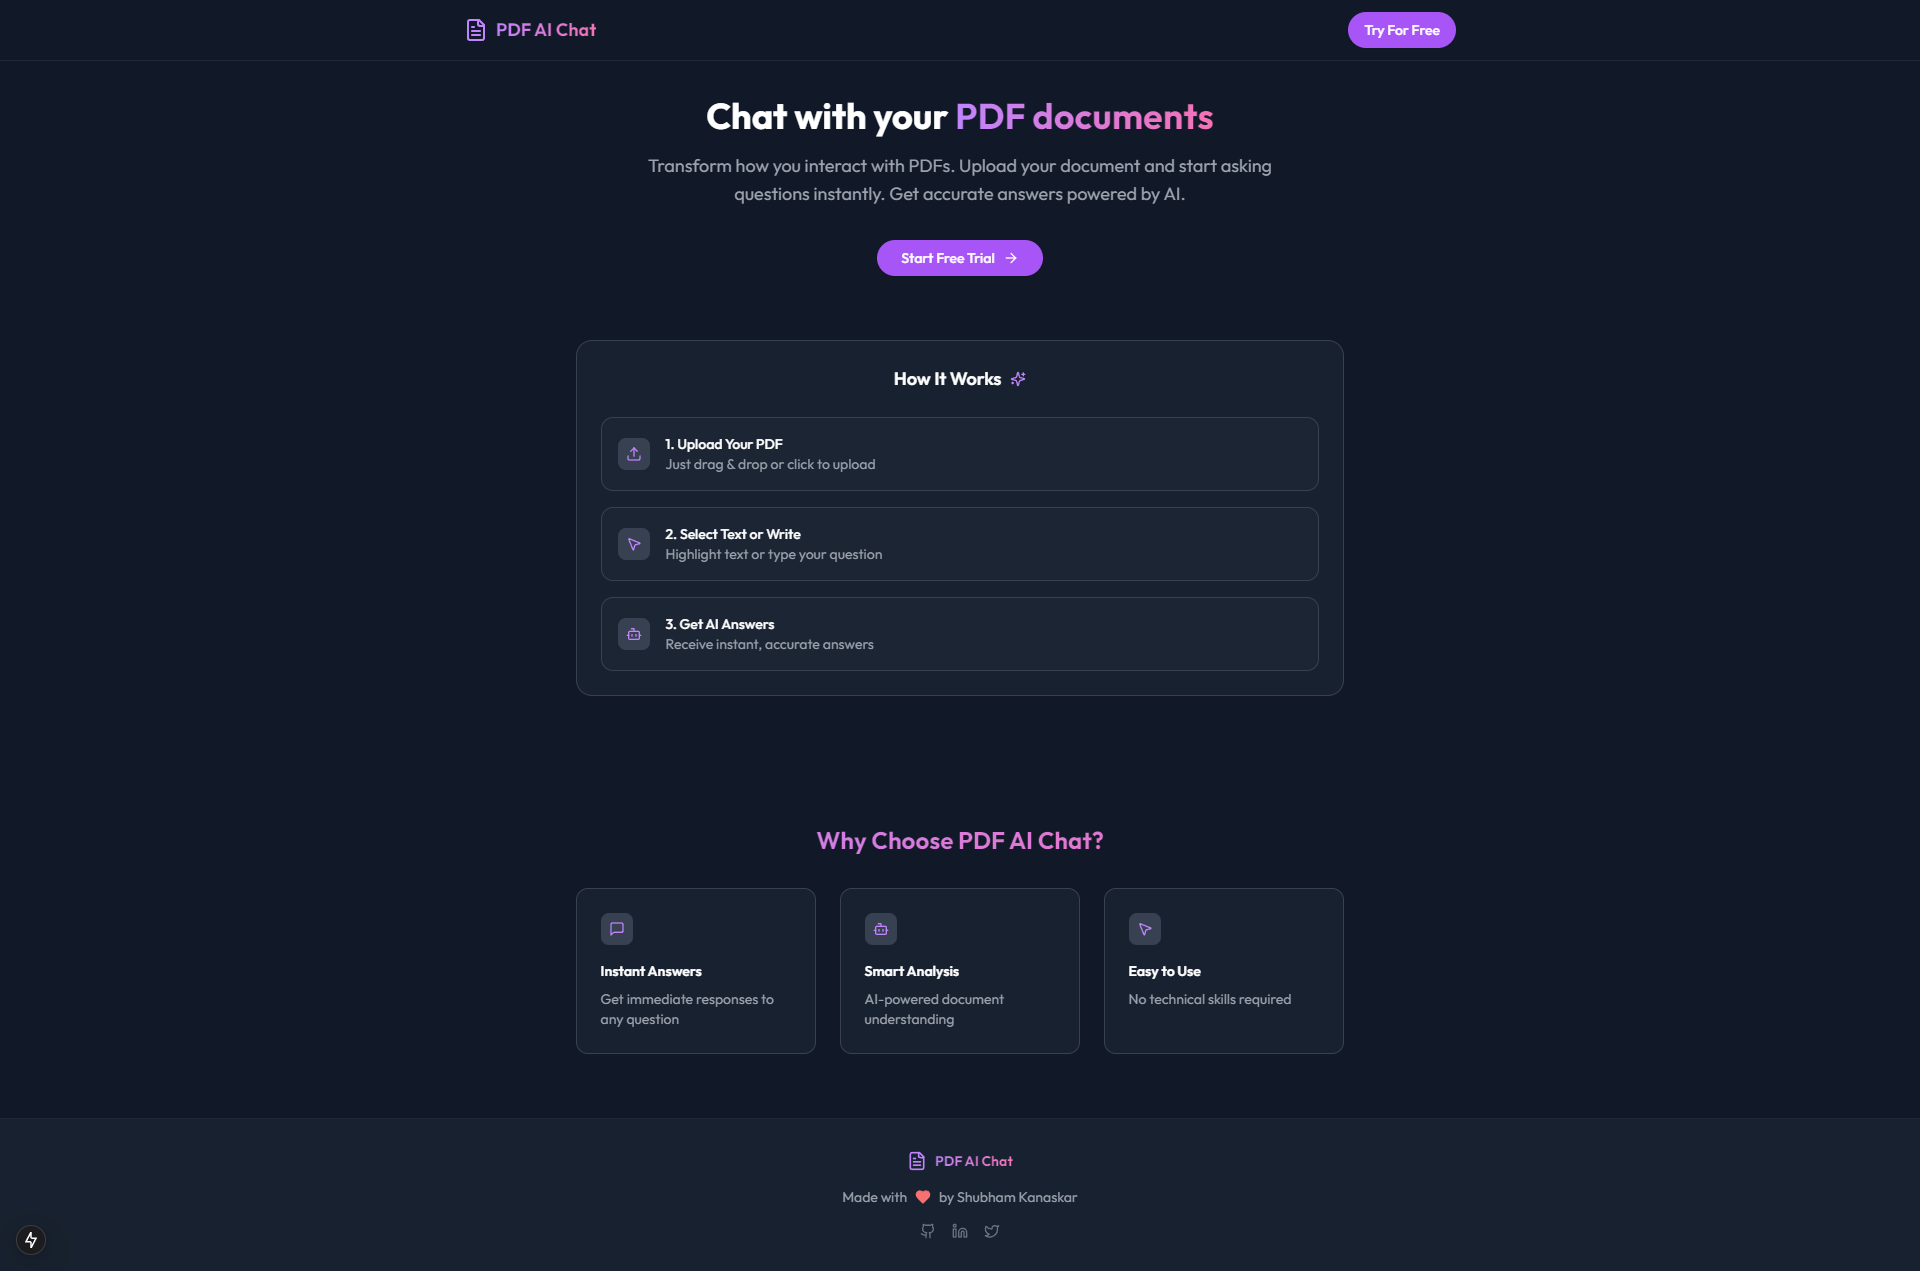 PDF AI Chat
Try For Free
Chat with your PDF documents
Transform how you interact with PDFs. Upload your document and start asking
questions instantly. Get accurate answers powered by AI.
Start Free Trial
How It Works
1. Upload Your PDF
Just drag & drop or click to upload
2. Select Text or Write
Highlight text or type your question
3. Get AI Answers
Receive instant, accurate answers
Why Choose PDF AI Chat?
Instant Answers
Get immediate responses to
any question
Smart Analysis
AI-powered document
understanding
Easy to Use
No technical skills required
PDF AI Chat
Made with by Shubham Kanaskar